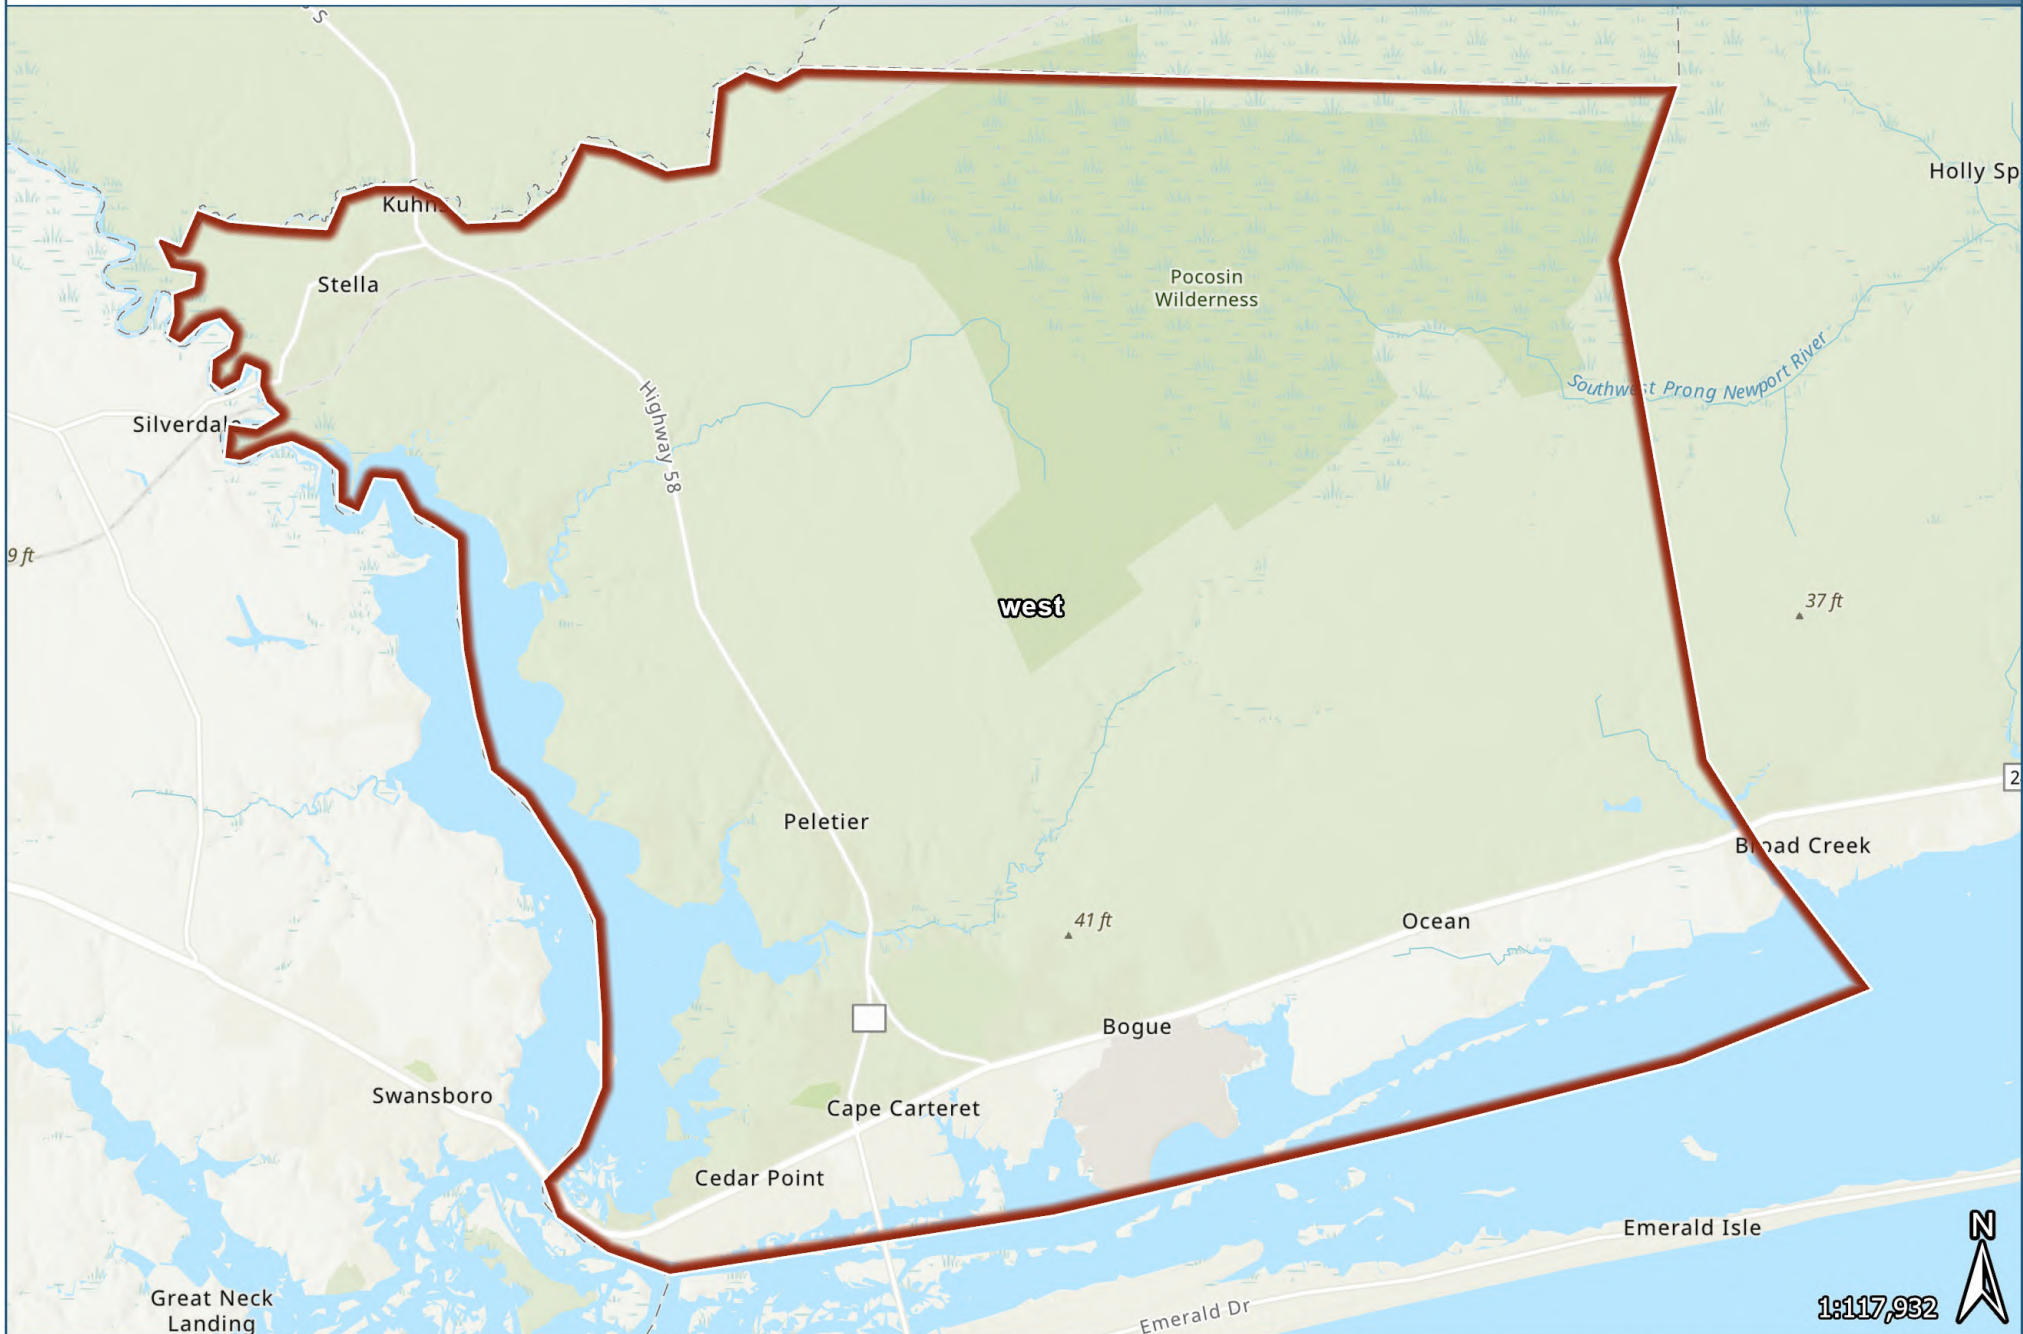 S
Kuhns
Holly Sp
Stella
Pocosin
Wilderness
Highway 58
Southwest Prong Newport River
Silverdale
9 ft
west
37 ft
2
Peletier
Broad Creek
41 ft
Ocean
Bogue
Swansboro
Cape Carteret
Cedar Point
Emerald Isle
N
Great Neck
Landing
Emerald Dr
1:117,932